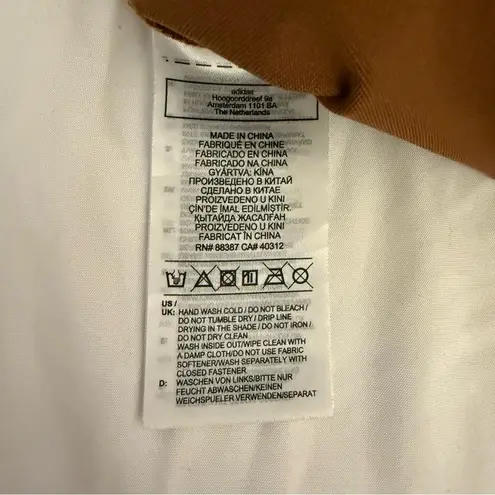 adidas
Hoogoorddreef 9a
Amsterdam 1101 BA
The Netherlands
MADE IN CHINA
FABRIQUÉ EN CHINE
FABRICADO EN CHINA
FABRICADO NA CHINA
GYÁRTVA: KÍNA
ПРОИЗВЕДЕНО В КИТАЙ
СДЕЛАНО В КИТАЕ
PROIZVEDENO U KINI
ÇIN'DE İMAL EDİLMİŞTİR.
ҚЫТАЙДА ЖАСАЛҒАН
PROIZVEDENO U KINI
FABRICAT ÎN CHINA
RN# 88387 CA# 40312
US /
UK: HAND WASH COLD / DO NOT BLEACH /
DO NOT TUMBLE DRY / DRIP LINE
DRYING IN THE SHADE / DO NOT IRON /
DO NOT DRY CLEAN
WASH INSIDE OUT/WIPE CLEAN WITH
A DAMP CLOTH/DO NOT USE FABRIC
SOFTENER/WASH SEPARATELY WITH
CLOSED FASTENER
D: WASCHEN VON LINKS/BITTE NUR
FEUCHT ABWASCHEN/KEINEN
WEICHSPUELER VERWENDEN/SEPARAT